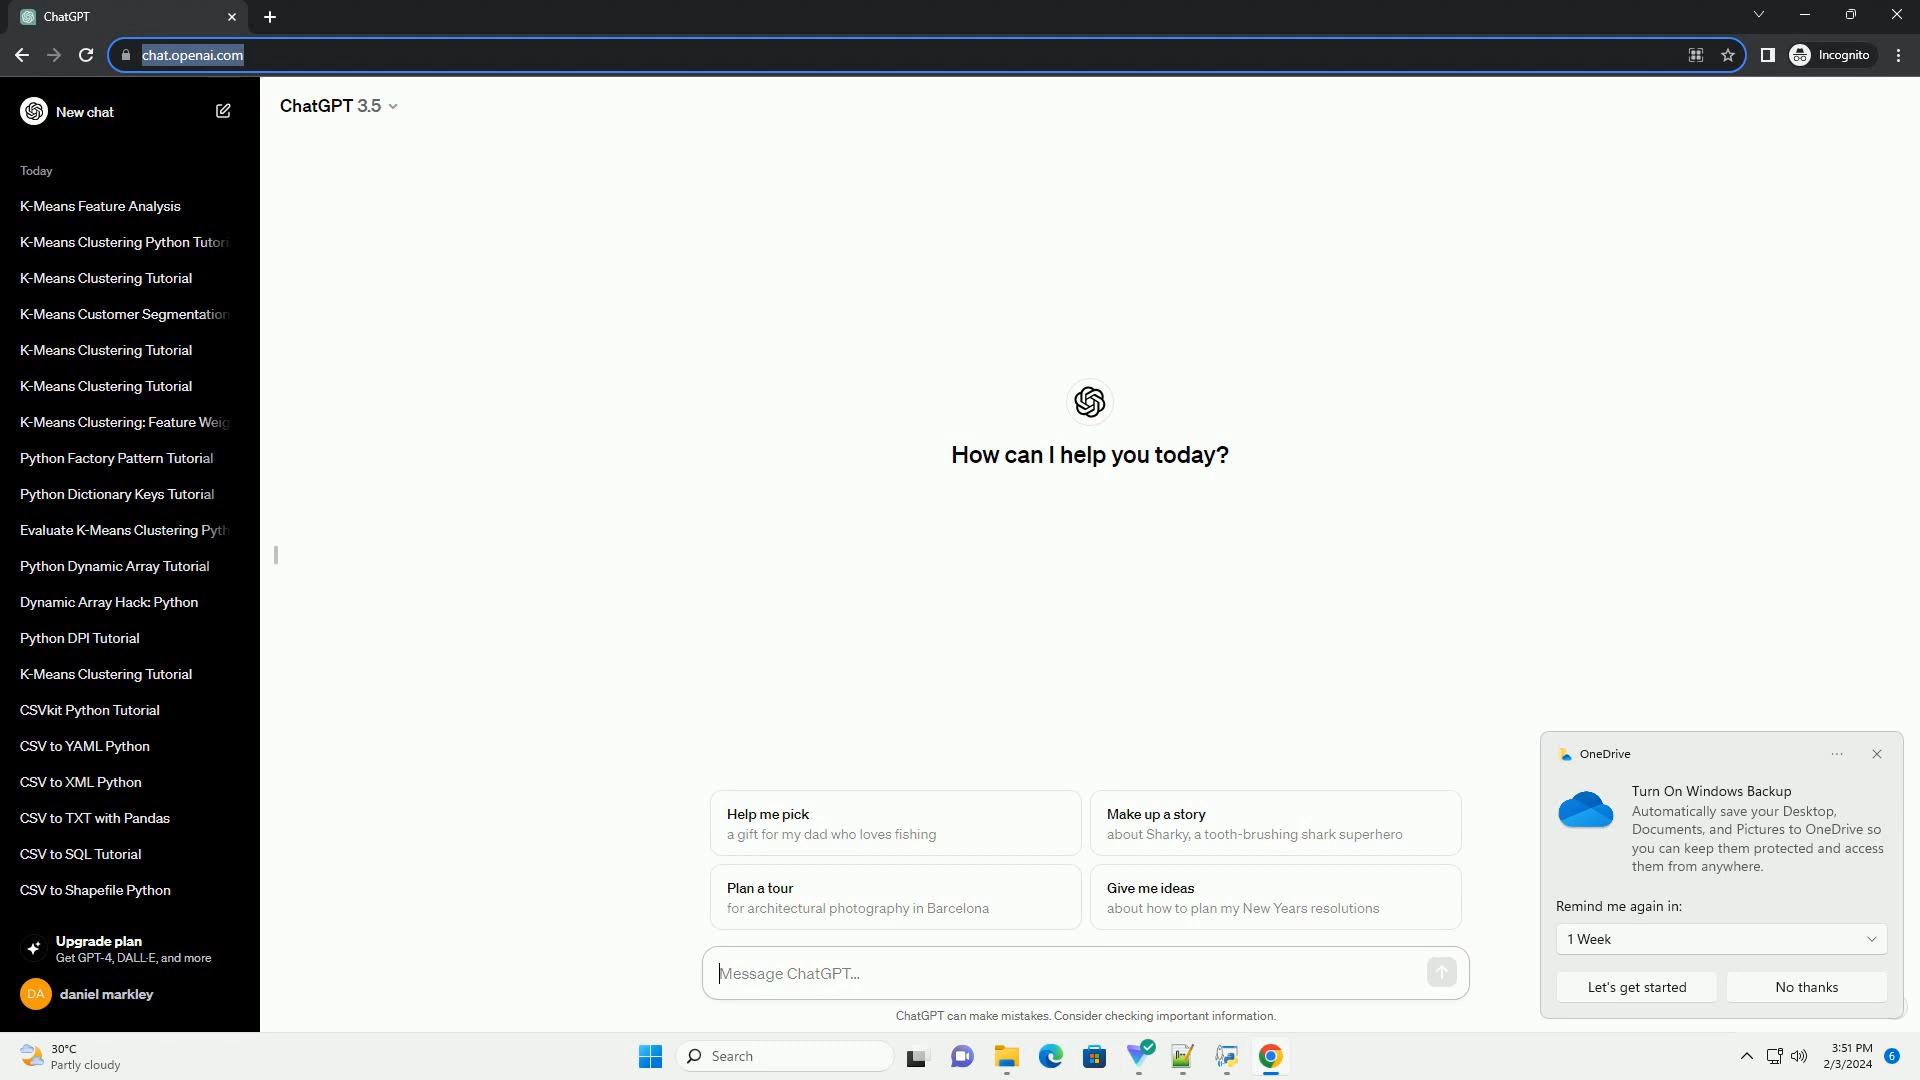 ChatGPT
chat.openai.com
Incognito
New chat
Today
K-Means Feature Analysis
K-Means Clustering Python Tutori
K-Means Clustering Tutorial
K-Means Customer Segmentation
K-Means Clustering Tutorial
K-Means Clustering Tutorial
K-Means Clustering: Feature Weig
Python Factory Pattern Tutorial
Python Dictionary Keys Tutorial
Evaluate K-Means Clustering Pyth
Python Dynamic Array Tutorial
Dynamic Array Hack: Python
Python DPI Tutorial
K-Means Clustering Tutorial
CSVkit Python Tutorial
CSV to YAML Python
CSV to XML Python
CSV to TXT with Pandas
CSV to SQL Tutorial
CSV to Shapefile Python
Upgrade plan
Get GPT-4, DALL·E, and more
DA
daniel markley
ChatGPT 3.5
How can I help you today?
Help me pick
a gift for my dad who loves fishing
Make up a story
about Sharky, a tooth-brushing shark superhero
Plan a tour
for architectural photography in Barcelona
Give me ideas
about how to plan my New Years resolutions
Message ChatGPT...
ChatGPT can make mistakes. Consider checking important information.
OneDrive
Turn On Windows Backup
Automatically save your Desktop,
Documents, and Pictures to OneDrive so
you can keep them protected and access
them from anywhere.
Remind me again in:
1 Week
Let's get started
No thanks
30°C
Partly cloudy
Search
3:51 PM
2/3/2024
6